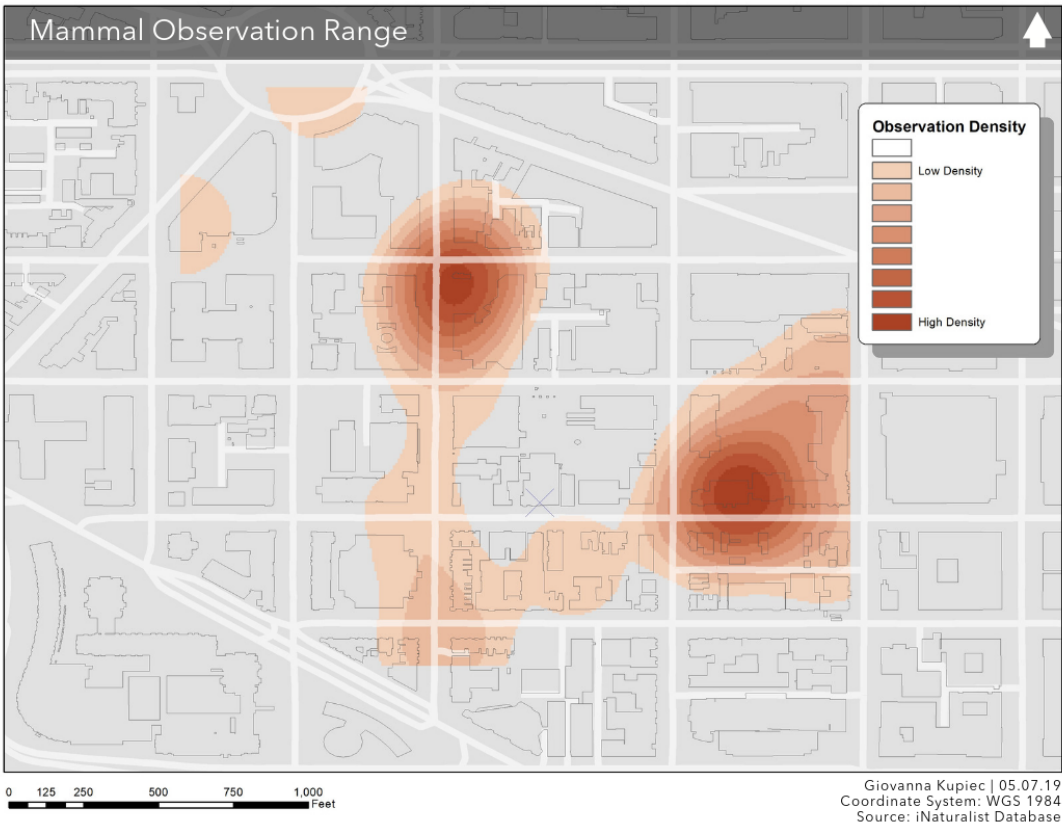 Mammal Observation Range
Observation Density
Low Density
High Density
0 125 250 500 750 1,000
Feet
Giovanna Kupiec | 05.07.19
Coordinate System: WGS 1984
Source: iNaturalist Database